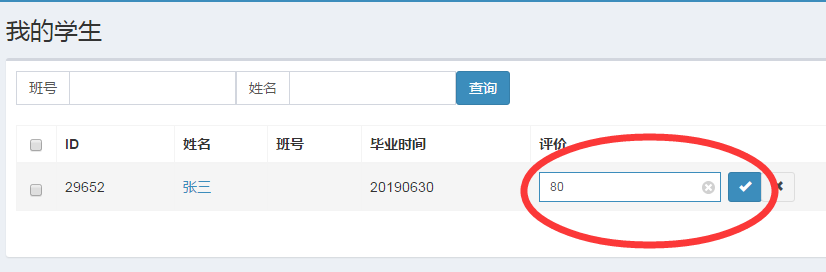 我的学生
班号 姓名 查询
ID 姓名 班号 毕业时间 评价
29652 张三 20190630 80